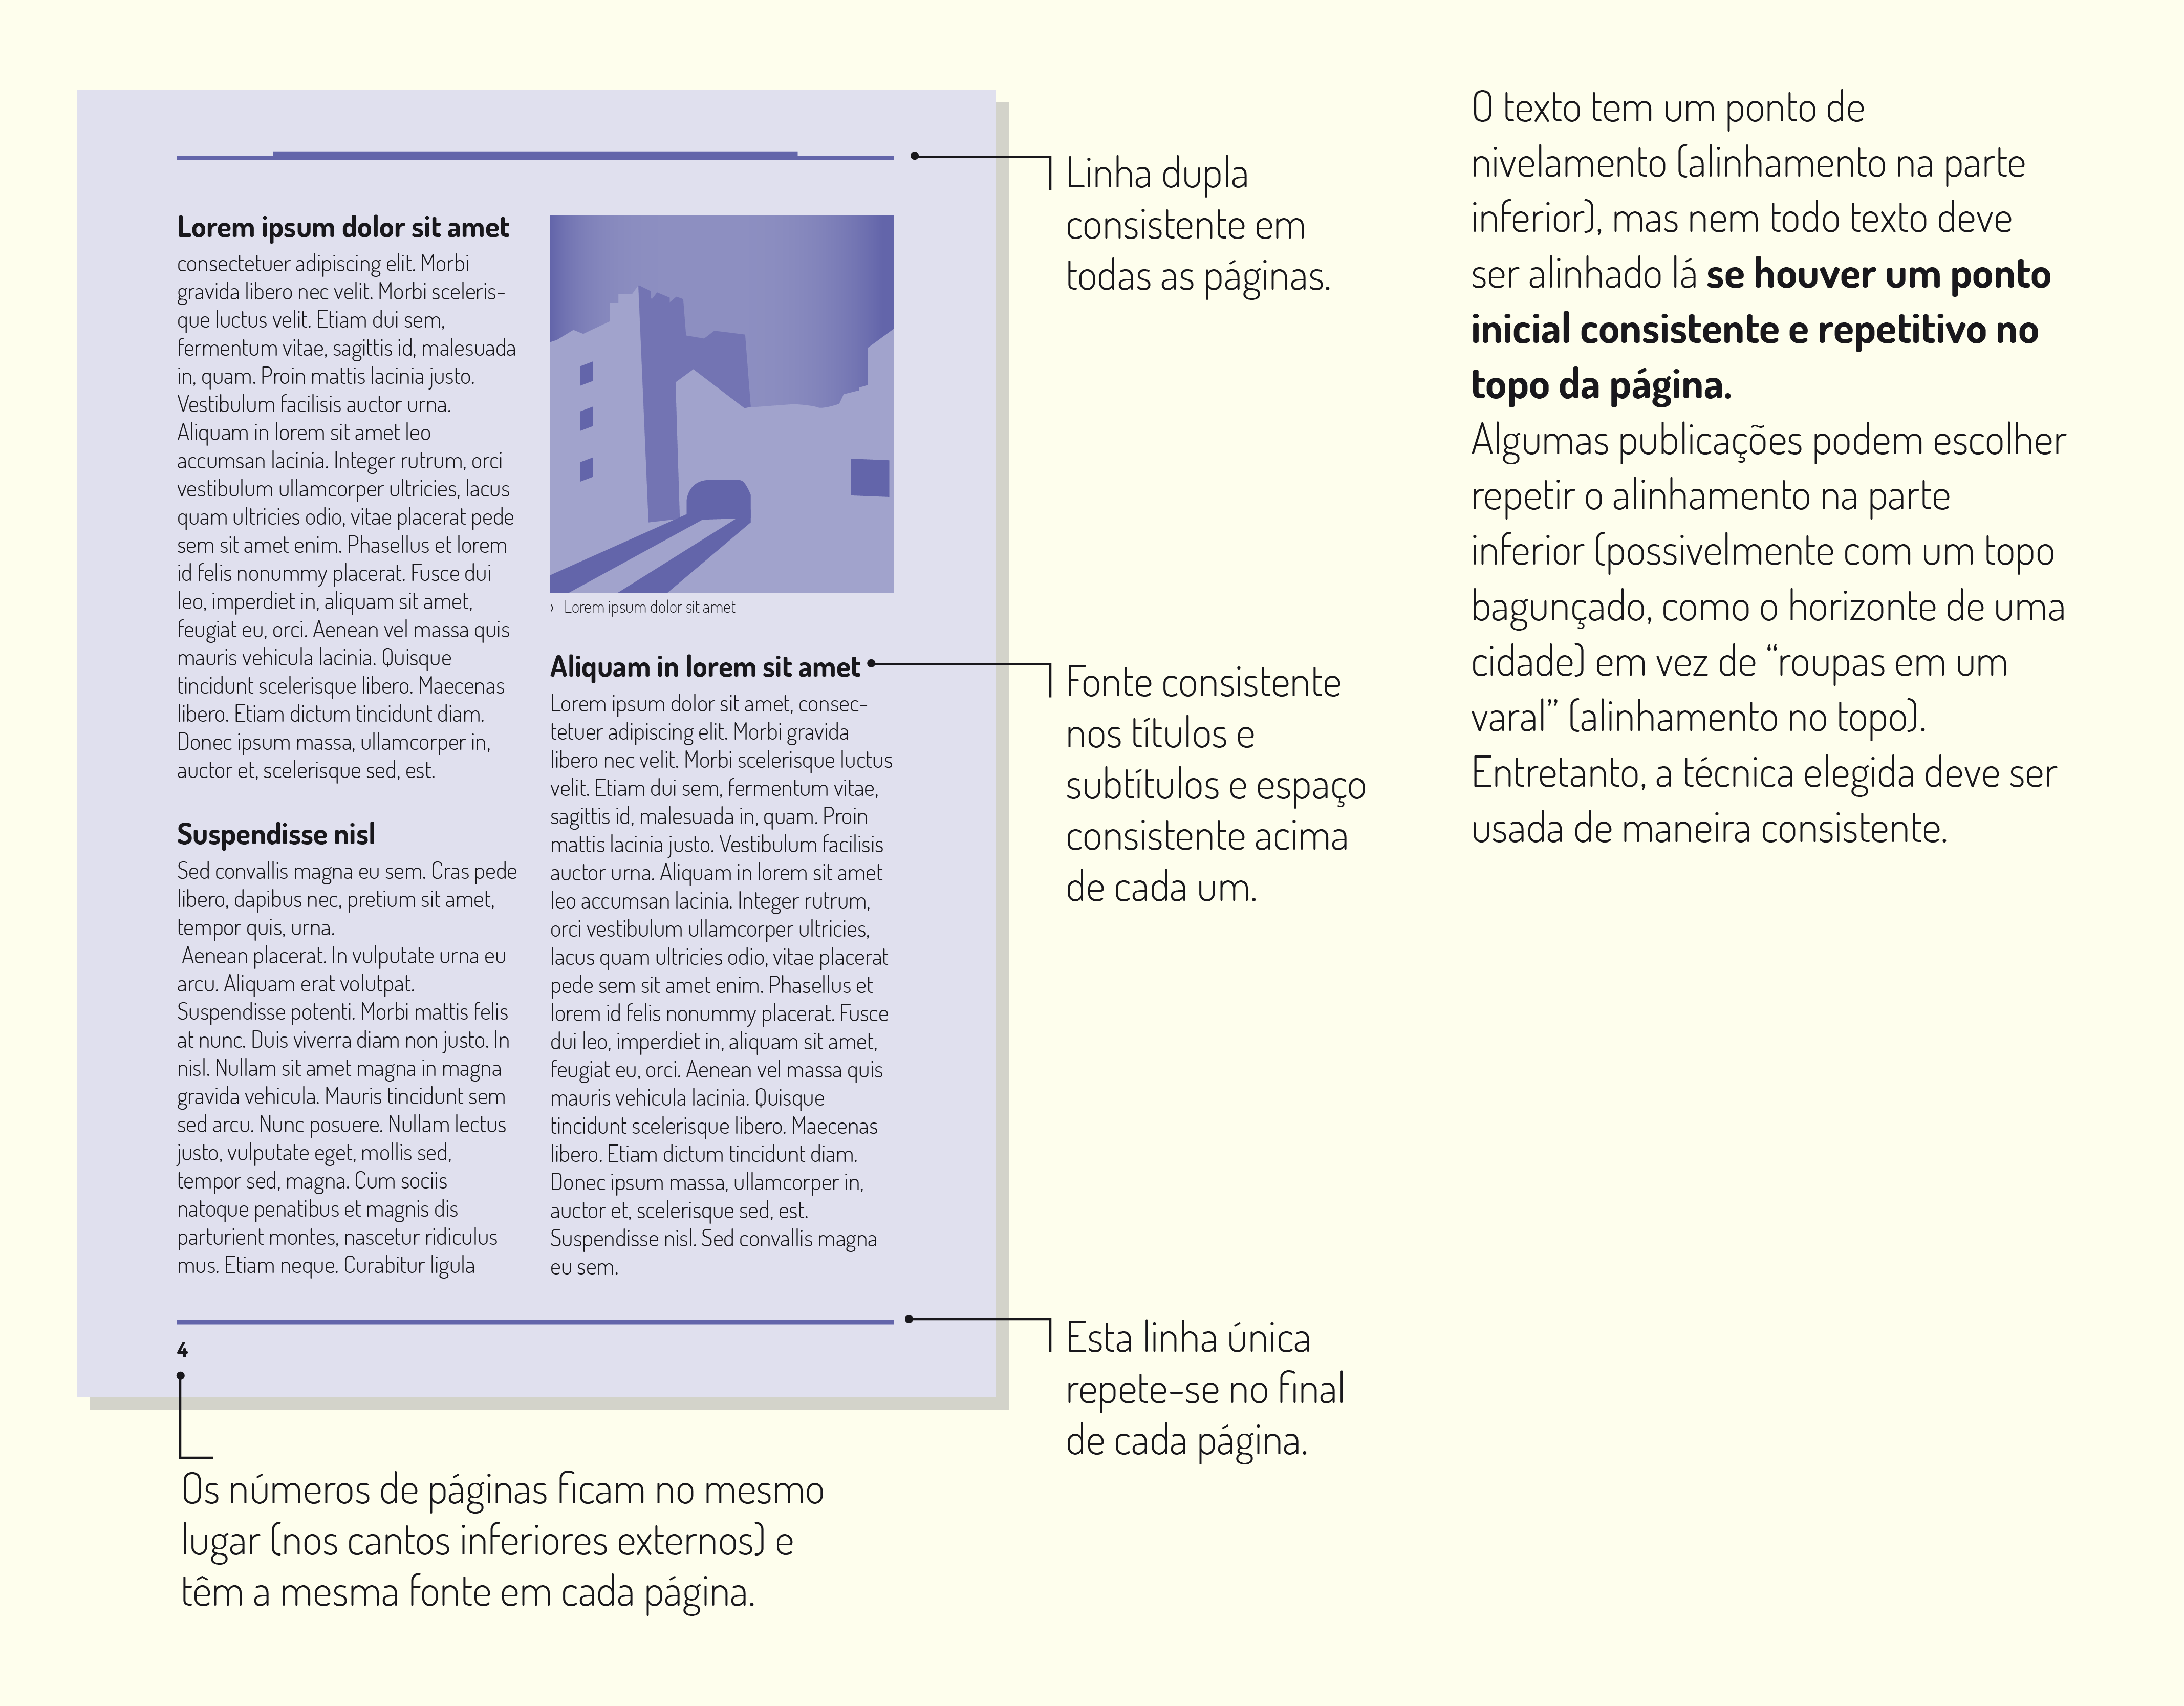 Lorem ipsum dolor sit amet
consectetuer adipiscing elit. Morbi
gravida libero nec velit. Morbi sceleris-
que luctus velit. Etiam dui sem,
fermentum vitae, sagittis id, malesuada
in, quam. Proin mattis lacinia justo.
Vestibulum facilisis auctor urna.
Aliquam in lorem sit amet leo
accumsan lacinia. Integer rutrum, orci
vestibulum ullamcorper ultricies, lacus
quam ultricies odio, vitae placerat pede
sem sit amet enim. Phasellus et lorem
id felis nonummy placerat. Fusce dui
leo, imperdiet in, aliquam sit amet,
feugiat eu, orci. Aenean vel massa quis
mauris vehicula lacinia. Quisque
tincidunt scelerisque libero. Maecenas
libero. Etiam dictum tincidunt diam.
Donec ipsum massa, ullamcorper in,
auctor et, scelerisque sed, est.
Suspendisse nisl
Sed convallis magna eu sem. Cras pede
libero, dapibus nec, pretium sit amet,
tempor quis, urna.
Aenean placerat. In vulputate urna eu
arcu. Aliquam erat volutpat.
Suspendisse potenti. Morbi mattis felis
at nunc. Duis viverra diam non justo. In
nisl. Nullam sit amet magna in magna
gravida vehicula. Mauris tincidunt sem
sed arcu. Nunc posuere. Nullam lectus
justo, vulputate eget, mollis sed,
tempor sed, magna. Cum sociis
natoque penatibus et magnis dis
parturient montes, nascetur ridiculus
mus. Etiam neque. Curabitur ligula
› Lorem ipsum dolor sit amet
Aliquam in lorem sit amet
Lorem ipsum dolor sit amet, consec-
tetuer adipiscing elit. Morbi gravida
libero nec velit. Morbi scelerisque luctus
velit. Etiam dui sem, fermentum vitae,
sagittis id, malesuada in, quam. Proin
mattis lacinia justo. Vestibulum facilisis
auctor urna. Aliquam in lorem sit amet
leo accumsan lacinia. Integer rutrum,
orci vestibulum ullamcorper ultricies,
lacus quam ultricies odio, vitae placerat
pede sem sit amet enim. Phasellus et
lorem id felis nonummy placerat. Fusce
dui leo, imperdiet in, aliquam sit amet,
feugiat eu, orci. Aenean vel massa quis
mauris vehicula lacinia. Quisque
tincidunt scelerisque libero. Maecenas
libero. Etiam dictum tincidunt diam.
Donec ipsum massa, ullamcorper in,
auctor et, scelerisque sed, est.
Suspendisse nisl. Sed convallis magna
eu sem.
4
Os números de páginas ficam no mesmo
lugar (nos cantos inferiores externos) e
têm a mesma fonte em cada página.
Linha dupla
consistente em
todas as páginas.
Fonte consistente
nos títulos e
subtítulos e espaço
consistente acima
de cada um.
Esta linha única
repete-se no final
de cada página.
O texto tem um ponto de
nivelamento (alinhamento na parte
inferior), mas nem todo texto deve
ser alinhado lá se houver um ponto
inicial consistente e repetitivo no
topo da página.
Algumas publicações podem escolher
repetir o alinhamento na parte
inferior (possivelmente com um topo
bagunçado, como o horizonte de uma
cidade) em vez de “roupas em um
varal” (alinhamento no topo).
Entretanto, a técnica elegida deve ser
usada de maneira consistente.